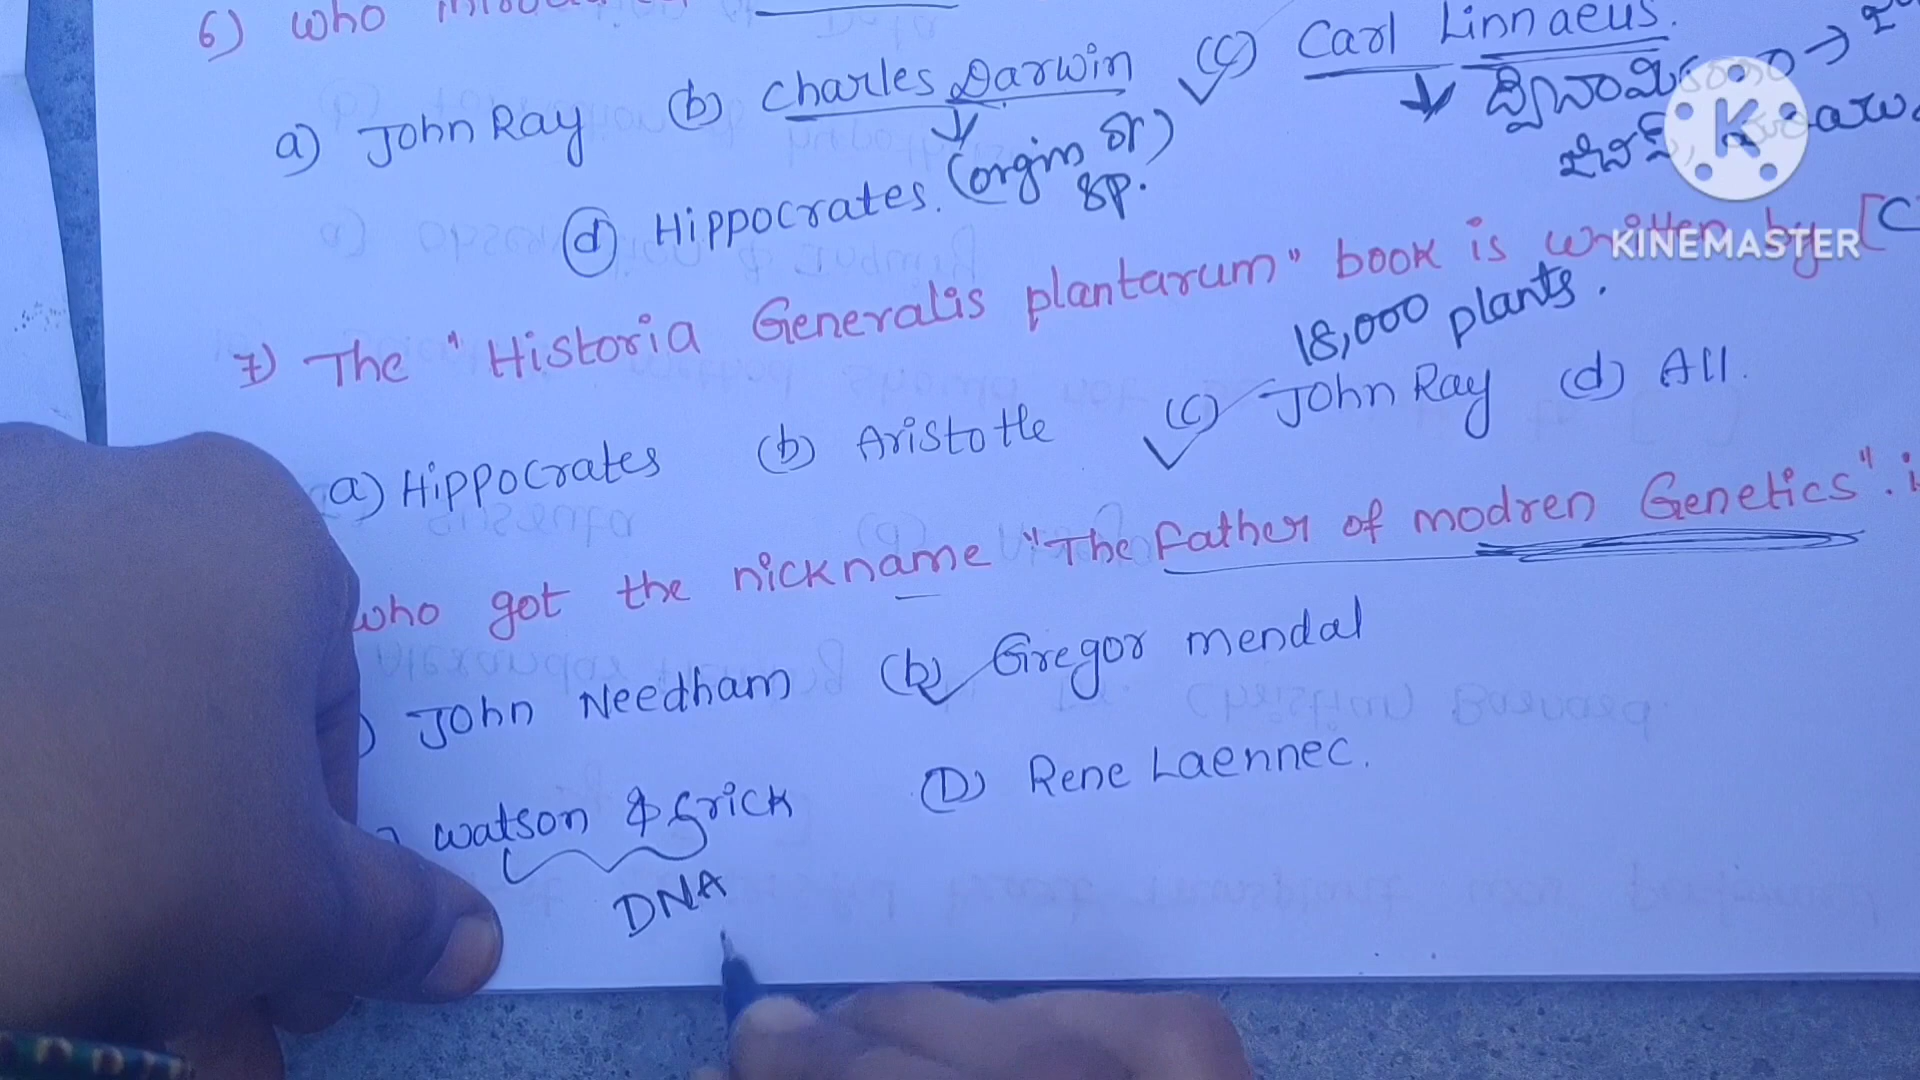 6) who
a) John Ray (b) Charles Darwin (c) Carl Linnaeus.
(d) Hippocrates. (orgin of)
sp.
KINEMASTER
7) The "Historia Generalis plantarum" book is written by [C
18,000 plants.
a) Hippocrates (b) Aristotle (c) John Ray (d) All.
who got the nickname "The Father of modren Genetics".
) John Needham (b) Gregor mendal
) watson & Crick (D) Rene Laennec.
DNA